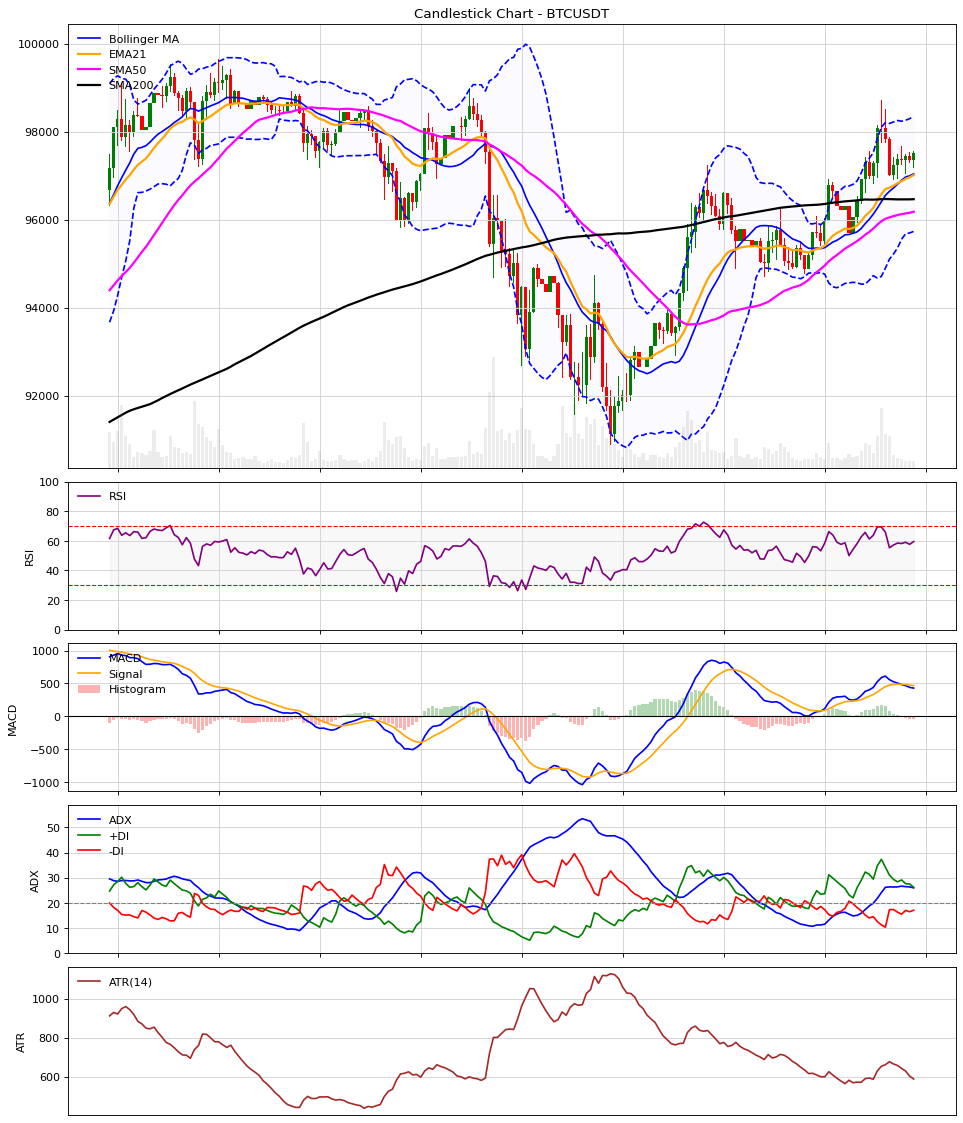 Candlestick Chart - BTCUSDT
Bollinger MA
EMA21
SMA50
SMA200
100000
98000
96000
94000
92000
RSI
RSI
100
80
60
40
20
0
MACD
Signal
Histogram
MACD
1000
500
0
−500
−1000
ADX
+DI
-DI
ADX
50
40
30
20
10
0
ATR(14)
ATR
1000
800
600